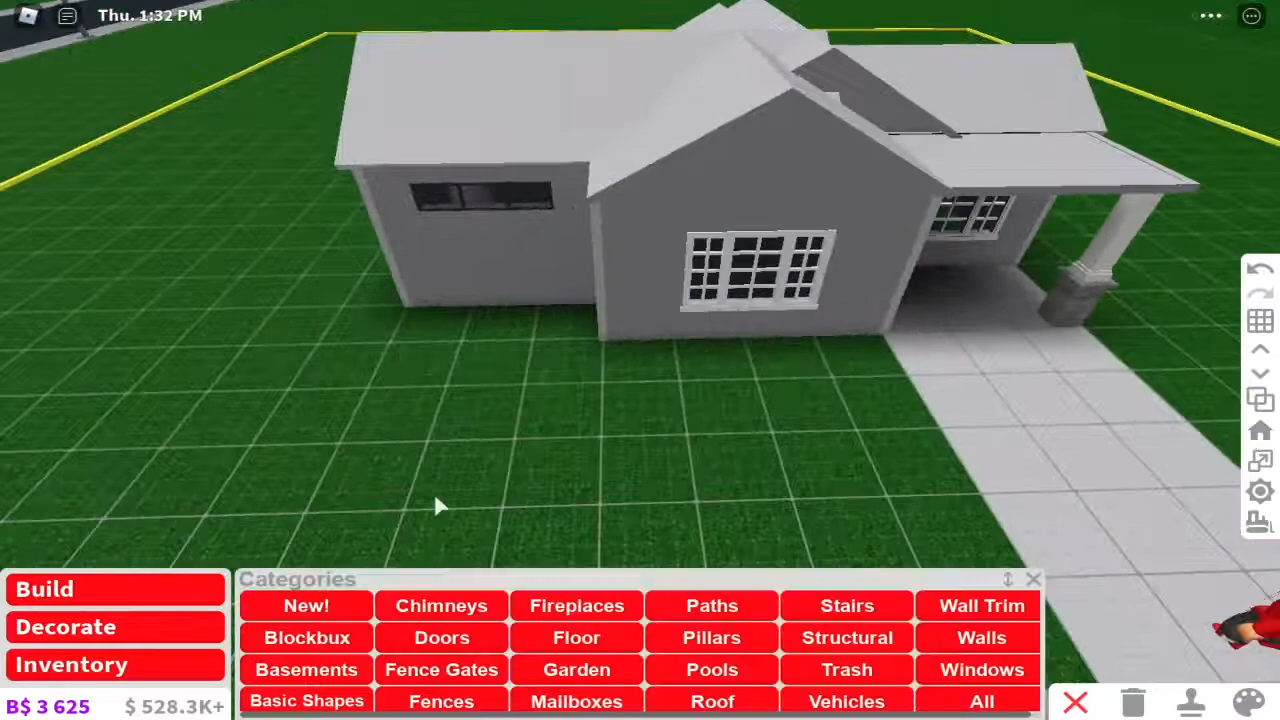 Thu. 1:32 PM
Build
Decorate
Inventory
B$ 3 625 $ 528.3K+
Categories
New! Chimneys Fireplaces Paths Stairs Wall Trim
Blockbux Doors Floor Pillars Structural Walls
Basements Fence Gates Garden Pools Trash Windows
Basic Shapes Fences Mailboxes Roof Vehicles All